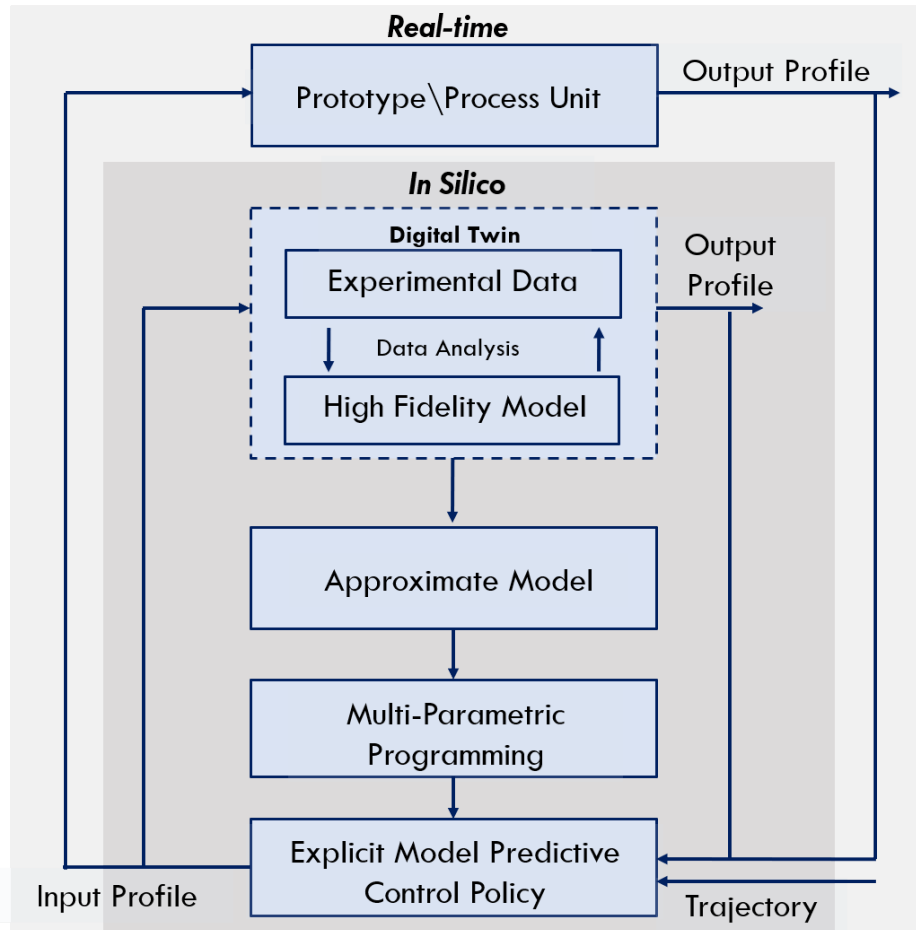 Real-time
Prototype\Process Unit
Output Profile
In Silico
Digital Twin
Experimental Data
Output
Profile
Data Analysis
High Fidelity Model
Approximate Model
Multi-Parametric
Programming
Explicit Model Predictive
Control Policy
Input Profile
Trajectory